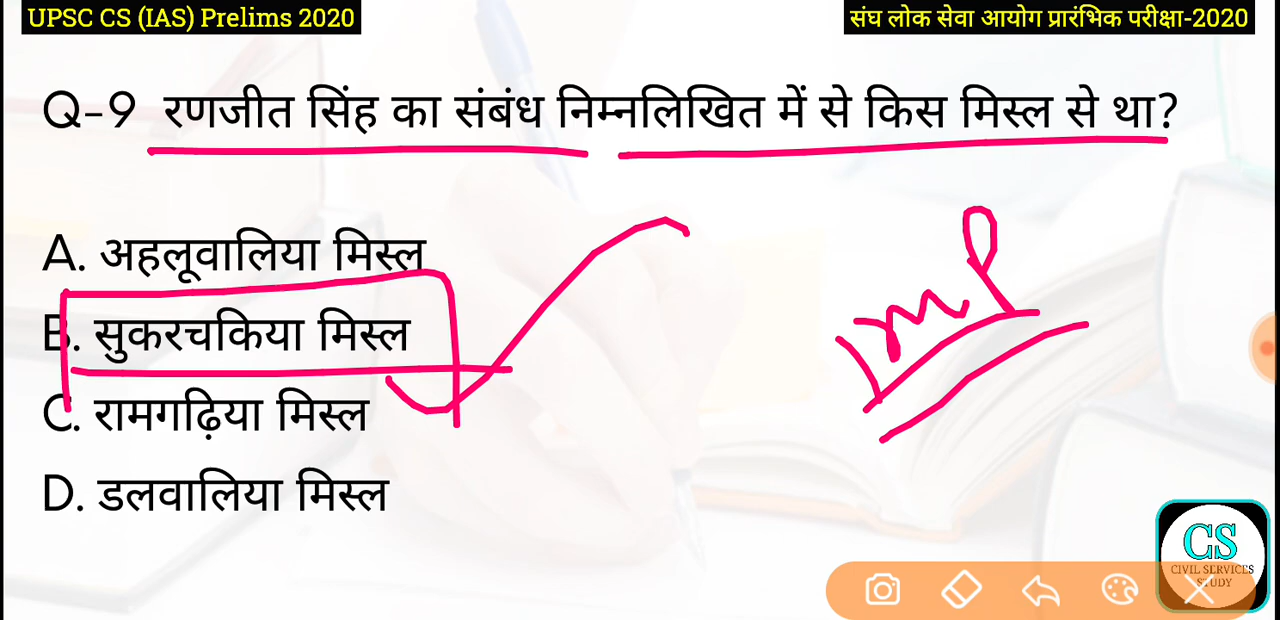 UPSC CS (IAS) Prelims 2020
संघ लोक सेवा आयोग प्रारंभिक परीक्षा-2020
Q-9 रणजीत सिंह का संबंध निम्नलिखित में से किस मिस्ल से था?
A. अहलूवालिया मिस्ल
B. सुकरचकिया मिस्ल
C. रामगढ़िया मिस्ल
D. डलवालिया मिस्ल
CS
CIVIL SERVICES
STUDY